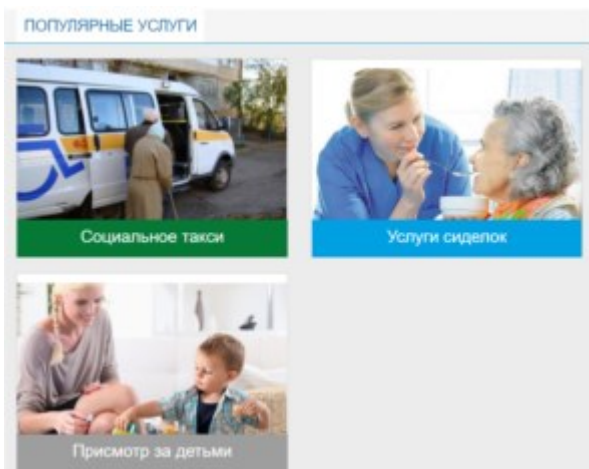 ПОПУЛЯРНЫЕ УСЛУГИ
Социальное такси
Услуги сиделок
Присмотр за детьми